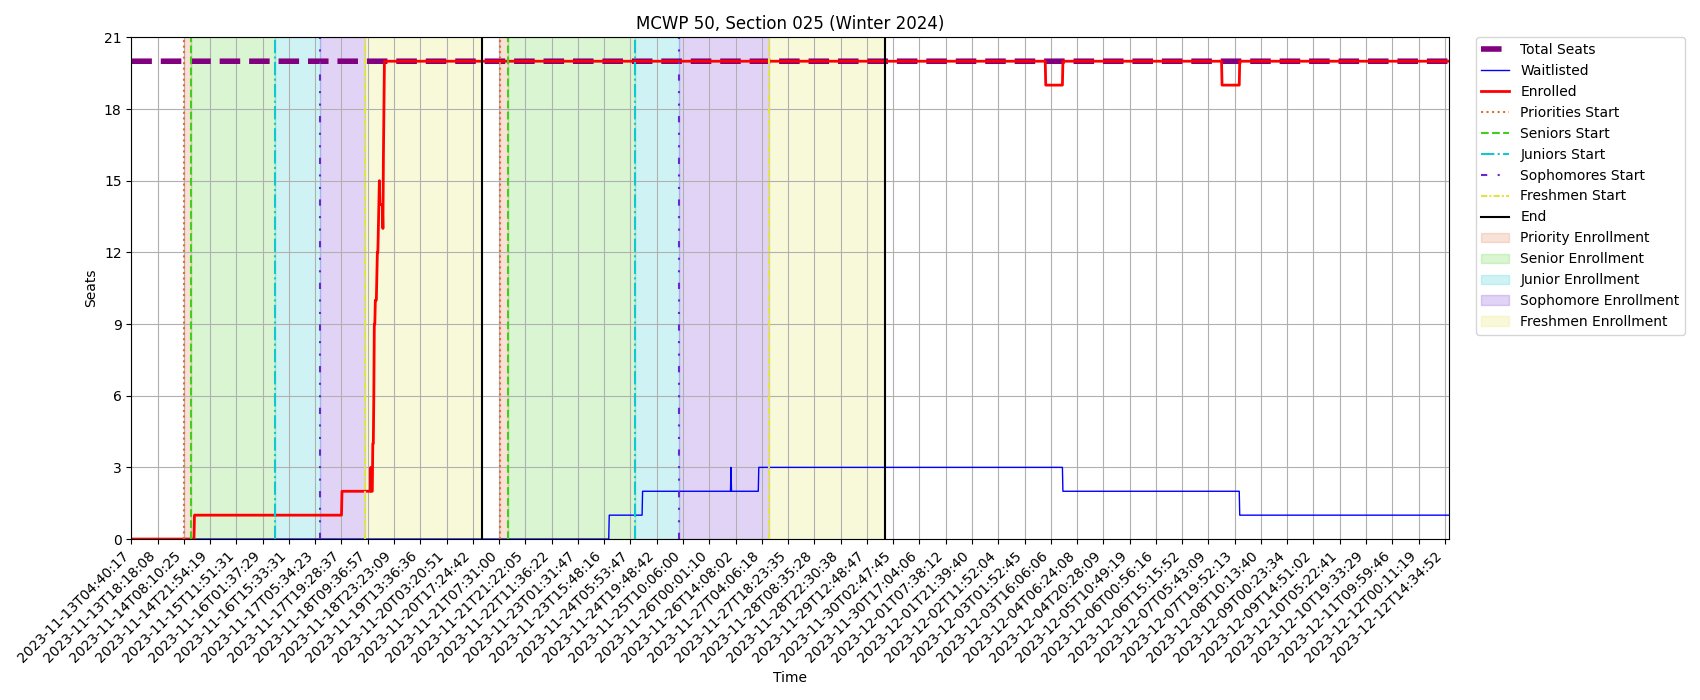 MCWP 50, Section 025 (Winter 2024)
21
18
15
12
9
6
3
0
Seats
2023-11-13T04:40:17
2023-11-13T18:18:08
2023-11-14T08:10:25
2023-11-14T21:54:19
2023-11-15T11:51:31
2023-11-16T01:37:29
2023-11-16T15:33:31
2023-11-17T05:34:23
2023-11-17T19:28:37
2023-11-18T09:36:57
2023-11-18T23:23:09
2023-11-19T13:36:36
2023-11-20T03:20:51
2023-11-20T17:24:42
2023-11-21T07:31:00
2023-11-21T21:22:05
2023-11-22T11:36:22
2023-11-23T01:31:47
2023-11-23T15:48:16
2023-11-24T05:53:47
2023-11-24T19:48:42
2023-11-25T10:06:00
2023-11-26T00:01:10
2023-11-26T14:08:02
2023-11-27T04:06:18
2023-11-27T18:23:35
2023-11-28T08:35:28
2023-11-28T22:30:38
2023-11-29T12:48:47
2023-11-30T02:47:45
2023-11-30T17:04:06
2023-12-01T07:38:12
2023-12-01T21:39:40
2023-12-02T11:52:04
2023-12-03T01:52:45
2023-12-03T16:06:06
2023-12-04T06:24:08
2023-12-04T20:28:09
2023-12-05T10:49:19
2023-12-06T00:56:16
2023-12-06T15:15:52
2023-12-07T05:43:09
2023-12-07T19:52:13
2023-12-08T10:13:40
2023-12-09T00:23:34
2023-12-09T14:51:02
2023-12-10T05:22:41
2023-12-10T19:33:29
2023-12-11T09:59:46
2023-12-12T00:11:19
2023-12-12T14:34:52
Time
Total Seats
Waitlisted
Enrolled
Priorities Start
Seniors Start
Juniors Start
Sophomores Start
Freshmen Start
End
Priority Enrollment
Senior Enrollment
Junior Enrollment
Sophomore Enrollment
Freshmen Enrollment